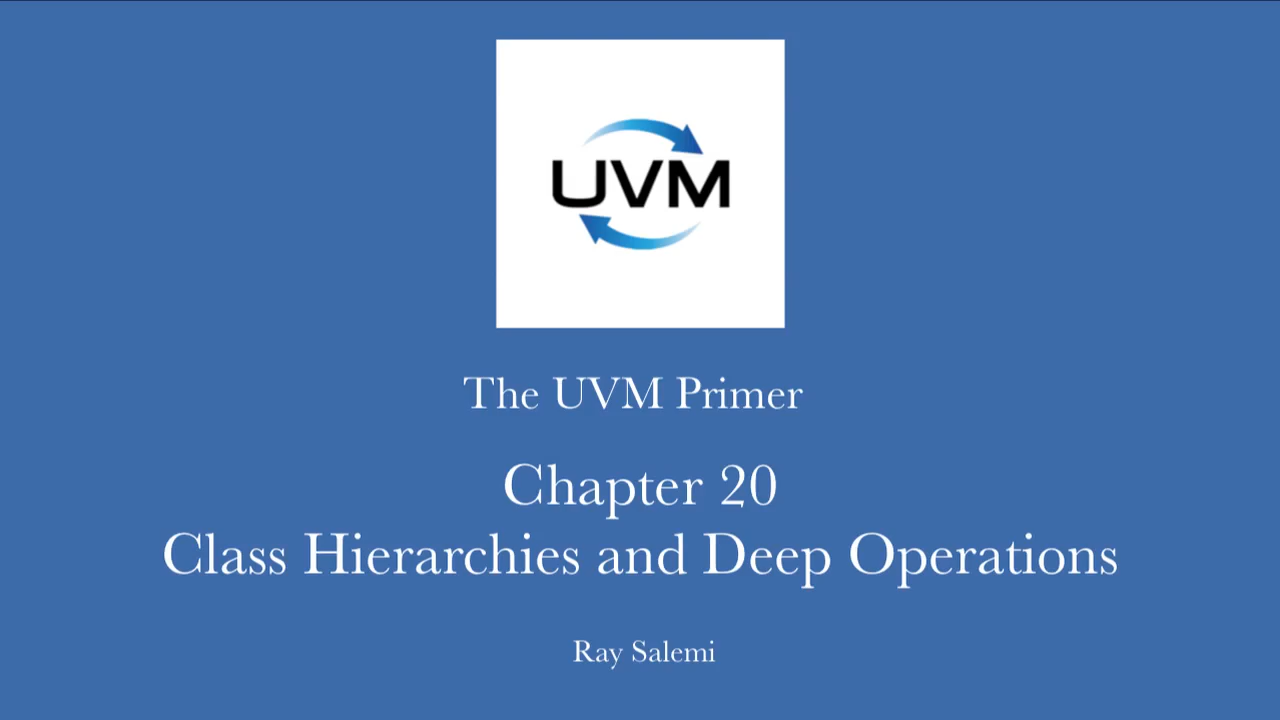 UVM
The UVM Primer
Chapter 20
Class Hierarchies and Deep Operations
Ray Salemi